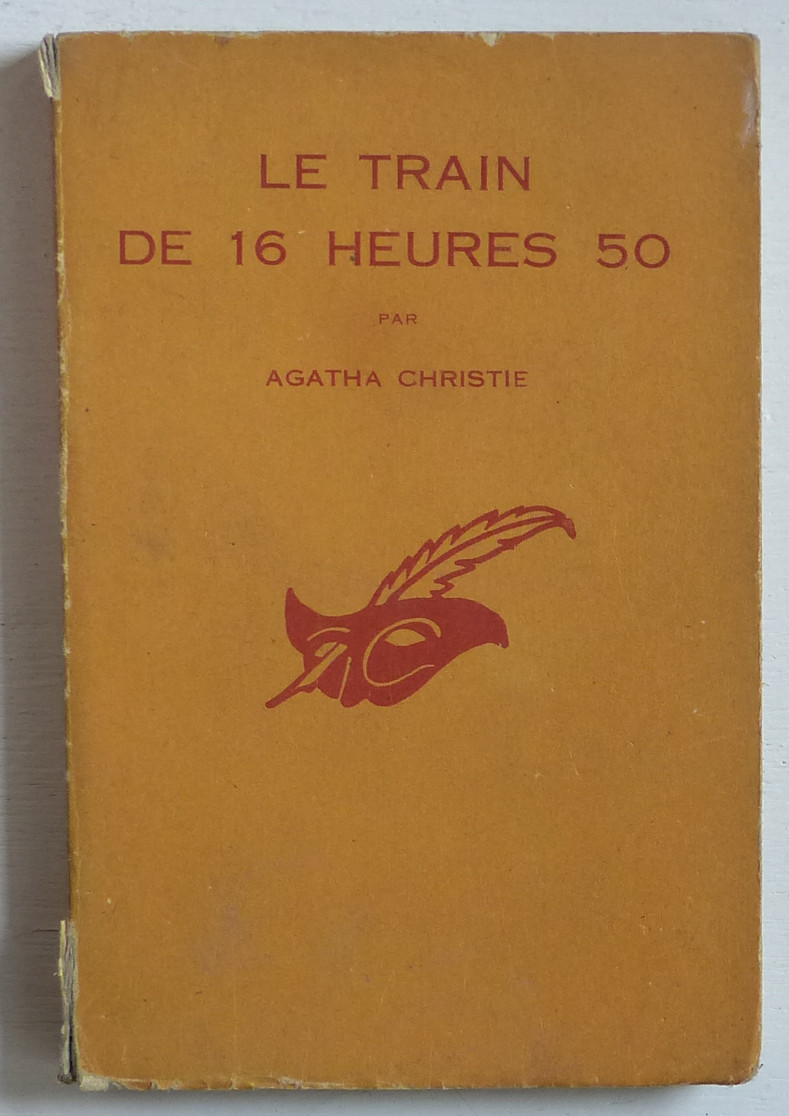 LE TRAIN
DE 16 HEURES 50
PAR
AGATHA CHRISTIE